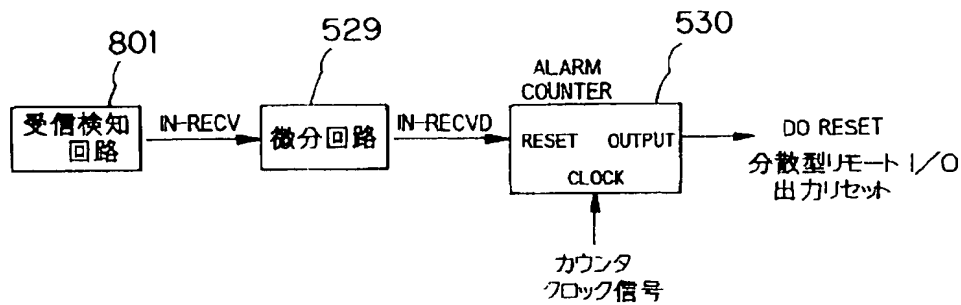 801
529
530
ALARM
COUNTER
受信検知
回路
IN-RECV
微分回路
IN-RECVD
RESET
OUTPUT
CLOCK
DO RESET
分散型リモート I/O
出力リセット
カウンタ
クロック信号